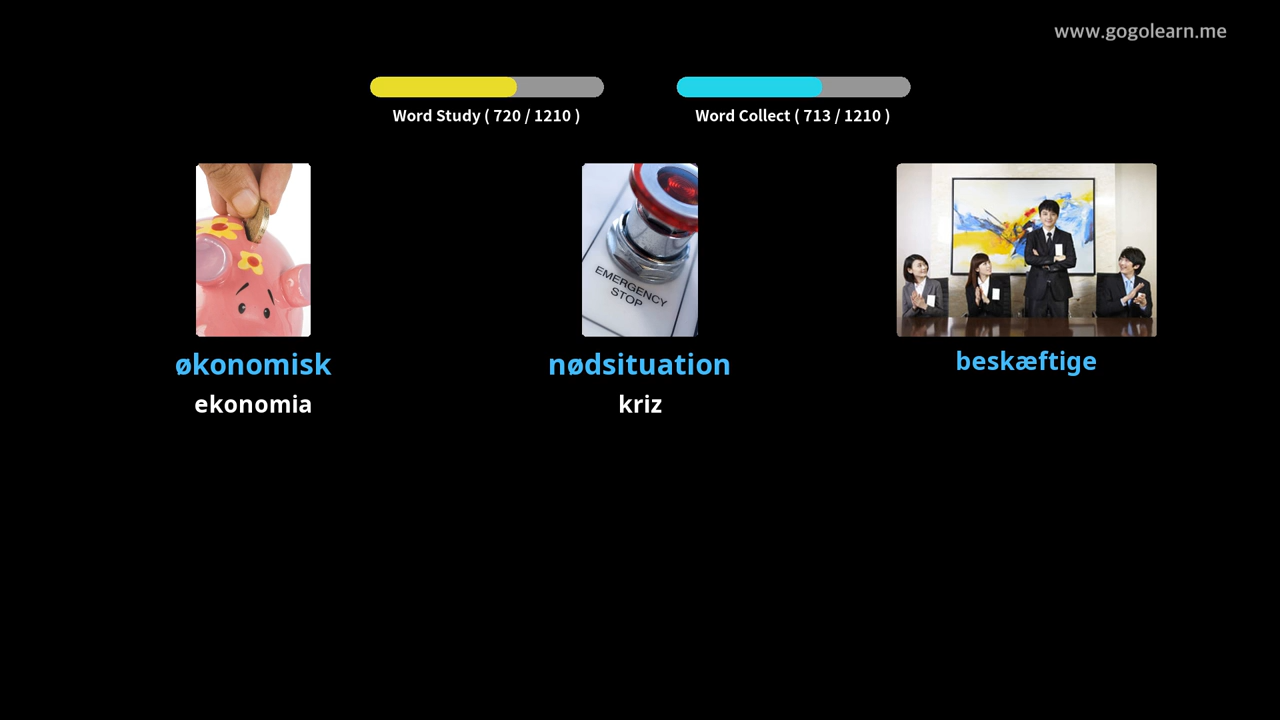 www.gogolearn.me
Word Study ( 720 / 1210 )
Word Collect ( 713 / 1210 )
EMERGENCY
STOP
økonomisk
nødsituation
beskæftige
ekonomia
kriz